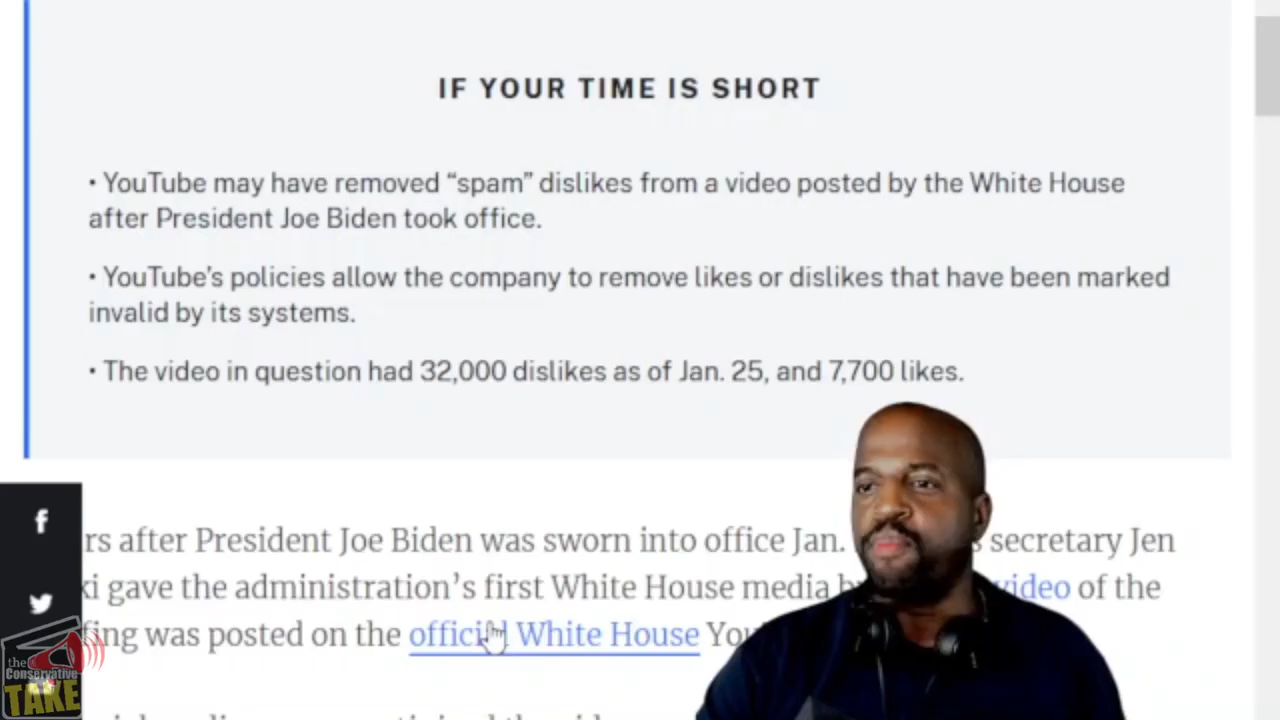 IF YOUR TIME IS SHORT
• YouTube may have removed “spam” dislikes from a video posted by the White House
after President Joe Biden took office.
• YouTube’s policies allow the company to remove likes or dislikes that have been marked
invalid by its systems.
• The video in question had 32,000 dislikes as of Jan. 25, and 7,700 likes.
rs after President Joe Biden was sworn into office Jan. secretary Jen
ki gave the administration’s first White House media video of the
fing was posted on the official White House You
the
Conservative
TAKE